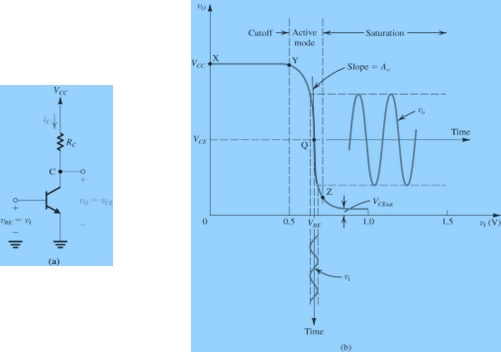 V_CC
i_C
R_C
C
+
+
v_BE = v_I
v_O = v_CE
−
−
(a)
v_O
Cutoff
Active mode
Saturation
V_CC
X
Y
Slope = A_v
v_o
V_CE
Q
Time
Z
V_CEsat
0
0.5
V_BE
1.0
1.5
v_I (V)
v_i
Time
(b)